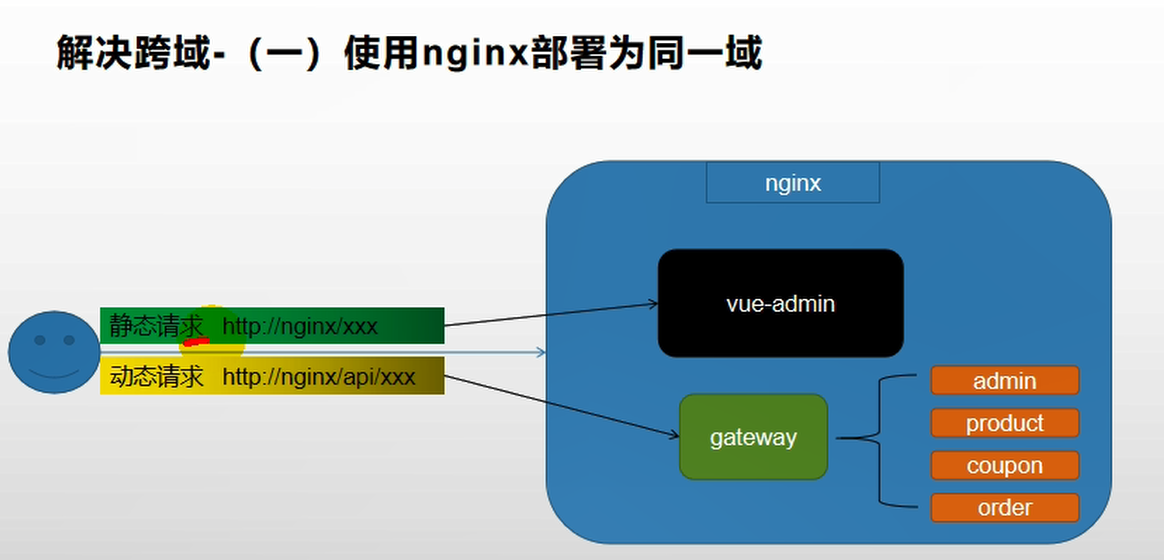 解决跨域-（一）使用nginx部署为同一域
nginx
vue-admin
静态请求 http://nginx/xxx
动态请求 http://nginx/api/xxx
gateway
admin
product
coupon
order